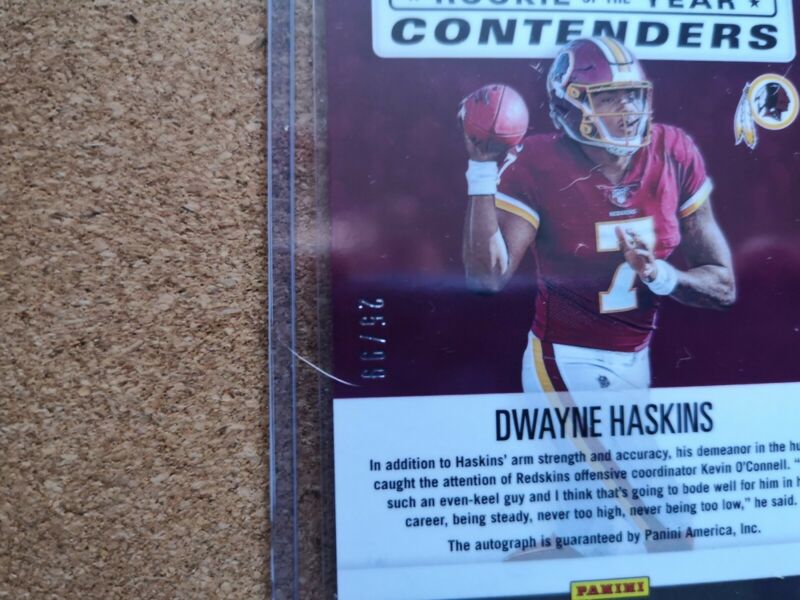 ROOKIE OF THE YEAR
CONTENDERS
REDSKINS
7
26/99
DWAYNE HASKINS
In addition to Haskins' arm strength and accuracy, his demeanor in the hu
caught the attention of Redskins offensive coordinator Kevin O'Connell. "
such an even-keel guy and I think that's going to bode well for him in h
career, being steady, never too high, never being too low," he said.
The autograph is guaranteed by Panini America, Inc.
PANINI